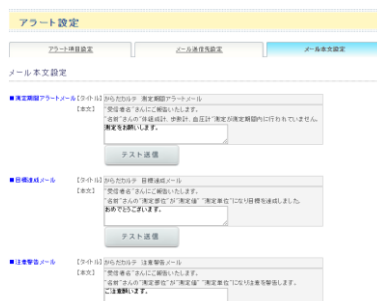 アラート設定
アラート項目設定 メール送信先設定 メール本文設定
メール本文設定
■測定期間アラートメール 【タイトル】 からだカルテ 測定期間アラートメール
【本文】 "受信者名"さんにご報告いたします。
"名前"さんの"体組成計、歩数計、血圧計"測定が測定期間内に行われていません。
測定をお願いします。
テスト送信
■目標達成メール 【タイトル】 からだカルテ 目標達成メール
【本文】 "受信者名"さんにご報告いたします。
"名前"さんの"測定部位"が"測定値" "測定単位"になり目標を達成しました。
おめでとうございます。
テスト送信
■注意警告メール 【タイトル】 からだカルテ 注意警告メール
【本文】 "受信者名"さんにご報告いたします。
"名前"さんの"測定部位"が"測定値" "測定単位"になり注意を警告します。
ご注意願います。